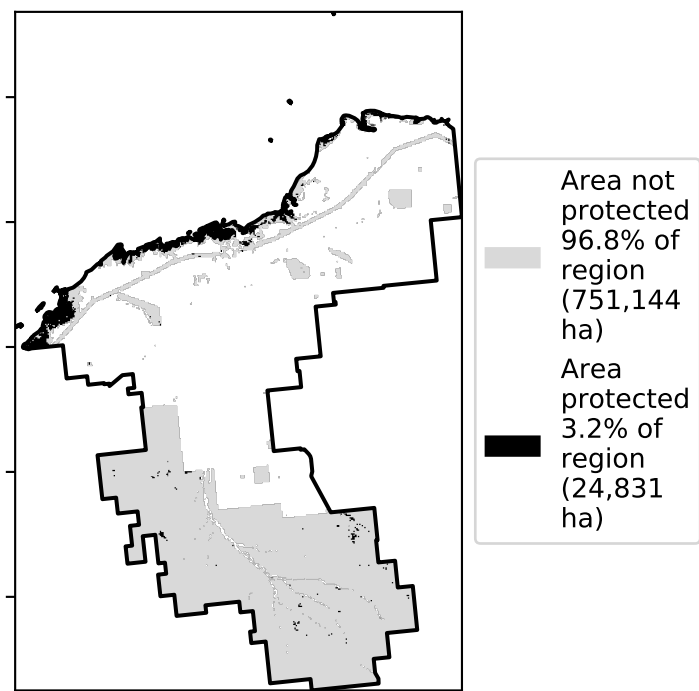 Area not
protected
96.8% of
region
(751,144
ha)
Area
protected
3.2% of
region
(24,831
ha)